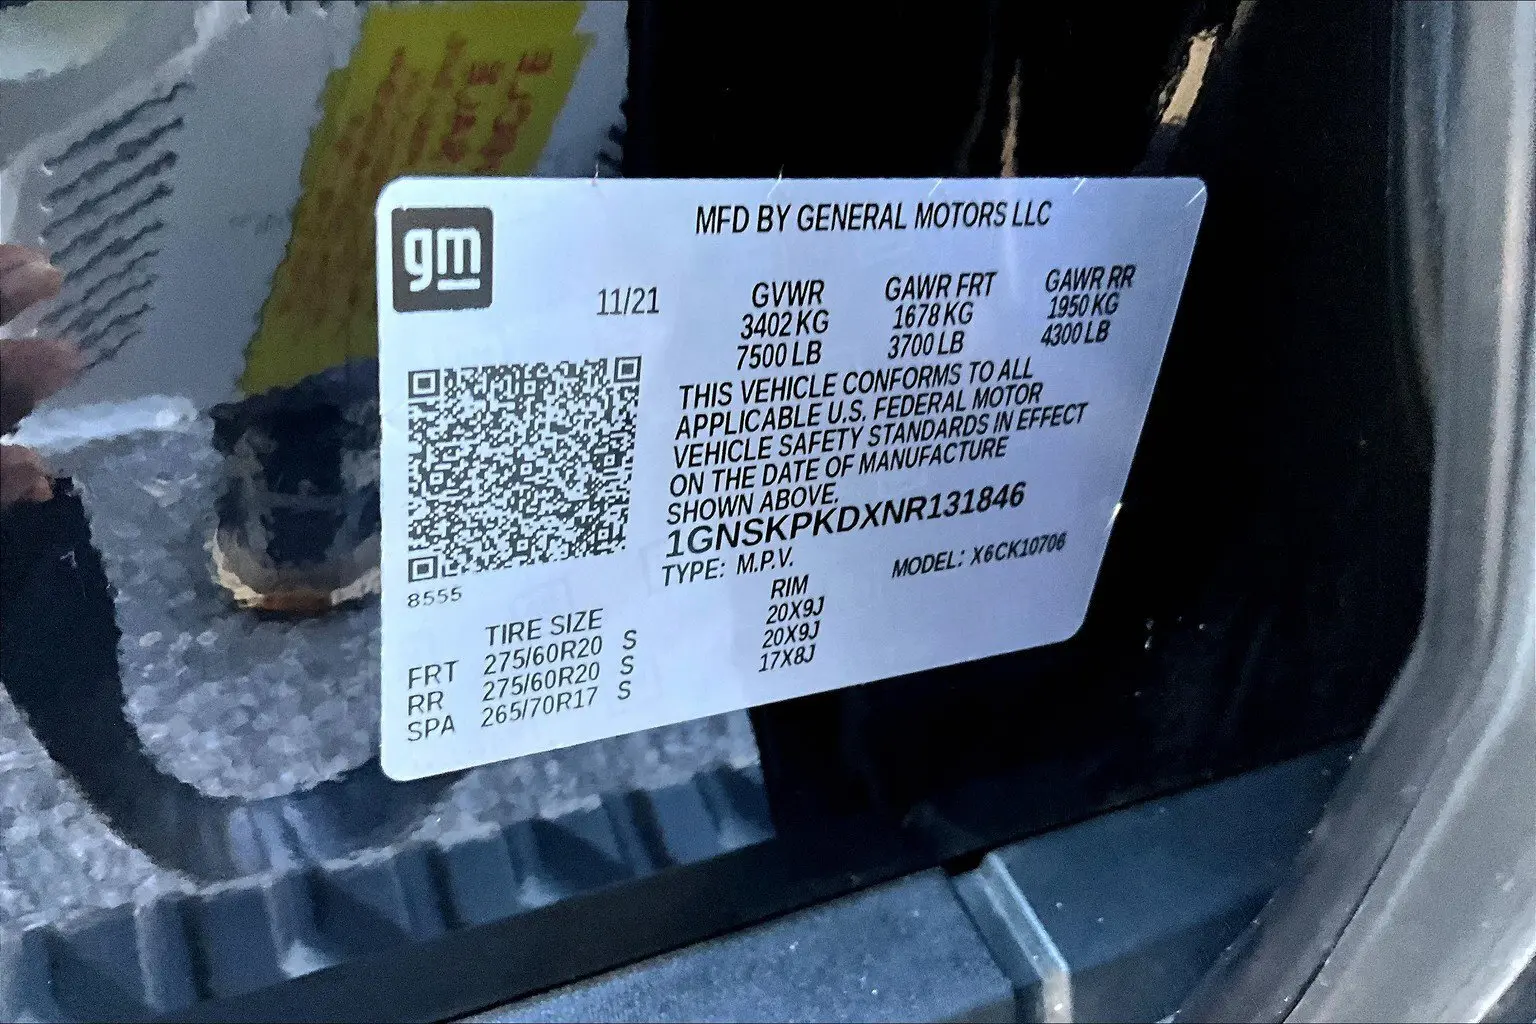 gm
MFD BY GENERAL MOTORS LLC
11/21
GVWR GAWR FRT GAWR RR
3402 KG 1678 KG 1950 KG
7500 LB 3700 LB 4300 LB
THIS VEHICLE CONFORMS TO ALL
APPLICABLE U.S. FEDERAL MOTOR
VEHICLE SAFETY STANDARDS IN EFFECT
ON THE DATE OF MANUFACTURE
SHOWN ABOVE.
1GNSKPKDXNR131846
TYPE: M.P.V. MODEL: X6CK10706
8555
TIRE SIZE RIM
FRT 275/60R20 S 20X9J
RR 275/60R20 S 20X9J
SPA 265/70R17 S 17X8J